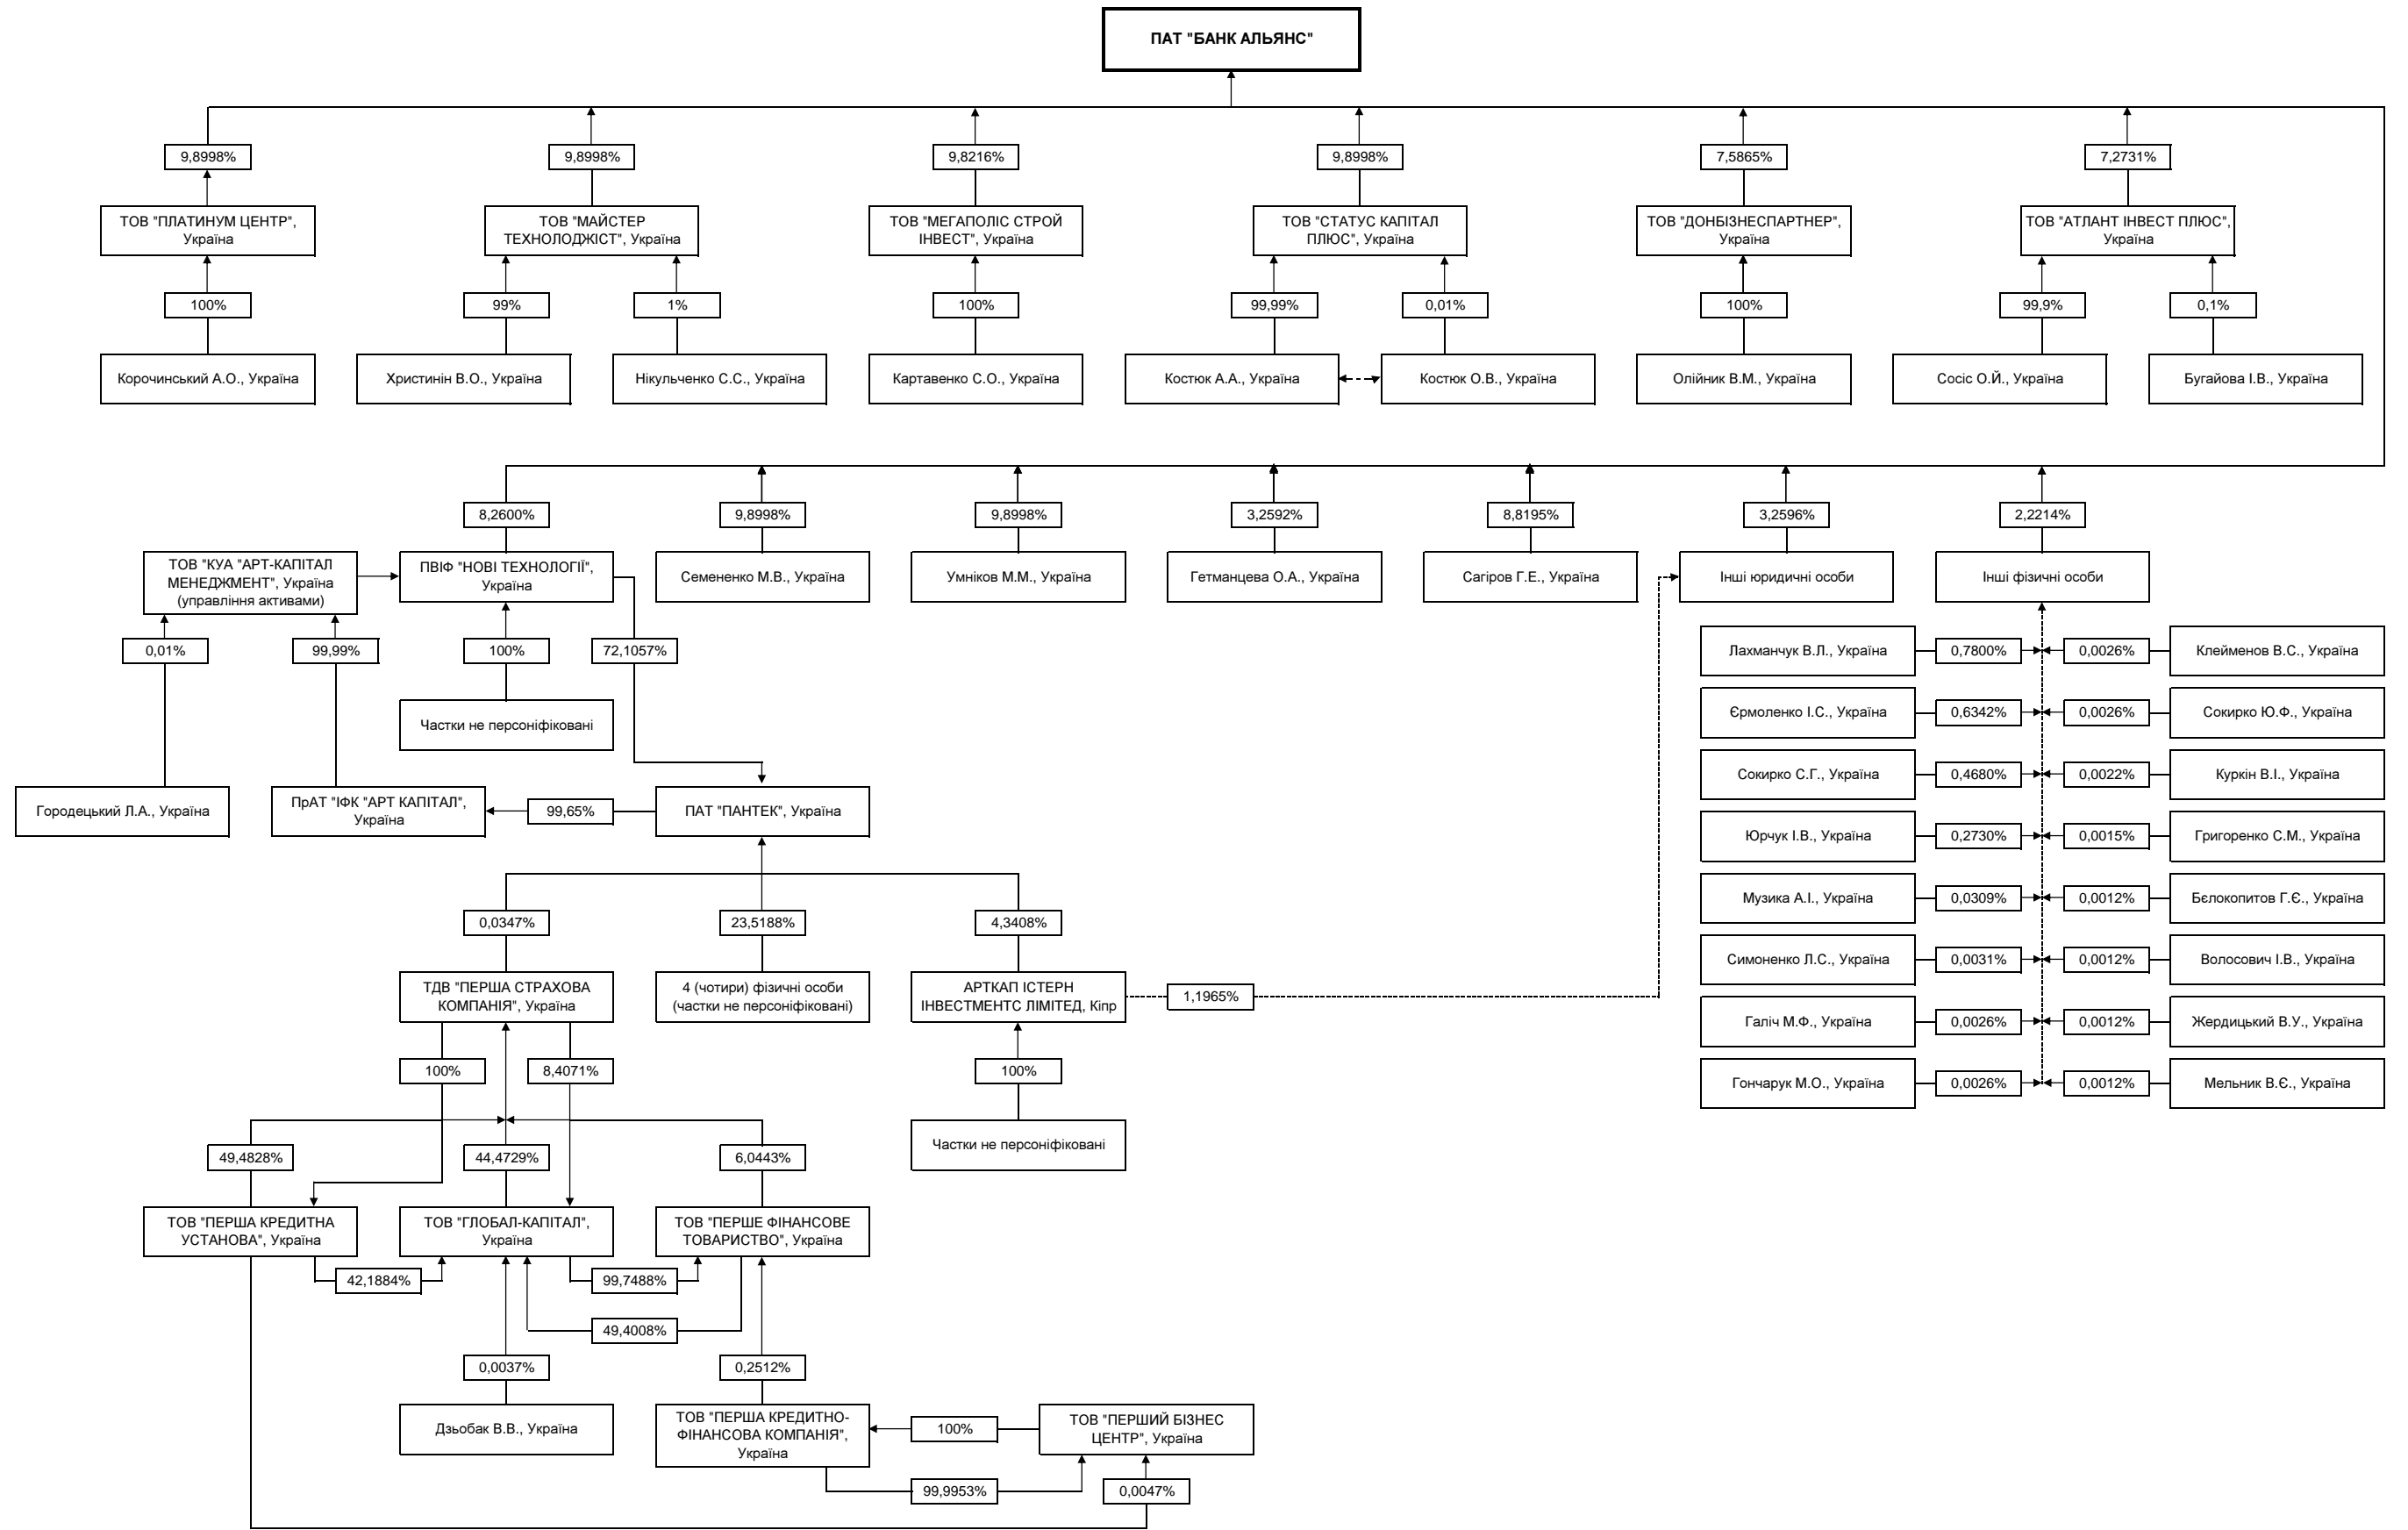 ПАТ "БАНК АЛЬЯНС"
9,8998%
9,8998%
9,8216%
9,8998%
7,5865%
7,2731%
ТОВ "ПЛАТИНУМ ЦЕНТР",
Україна
ТОВ "МАЙСТЕР
ТЕХНОЛОДЖІСТ", Україна
ТОВ "МЕГАПОЛІС СТРОЙ
ІНВЕСТ", Україна
ТОВ "СТАТУС КАПІТАЛ
ПЛЮС", Україна
ТОВ "ДОНБІЗНЕСПАРТНЕР",
Україна
ТОВ "АТЛАНТ ІНВЕСТ ПЛЮС",
Україна
100%
99%
1%
100%
99,99%
0,01%
100%
99,9%
0,1%
Корочинський А.О., Україна
Христинін В.О., Україна
Нікульченко С.С., Україна
Картавенко С.О., Україна
Костюк А.А., Україна
Костюк О.В., Україна
Олійник В.М., Україна
Сосіс О.Й., Україна
Бугайова І.В., Україна
8,2600%
9,8998%
9,8998%
3,2592%
8,8195%
3,2596%
2,2214%
ТОВ "КУА "АРТ-КАПІТАЛ
МЕНЕДЖМЕНТ", Україна
(управління активами)
ПВІФ "НОВІ ТЕХНОЛОГІЇ",
Україна
Семененко М.В., Україна
Умніков М.М., Україна
Гетманцева О.А., Україна
Сагіров Г.Е., Україна
Інші юридичні особи
Інші фізичні особи
0,01%
99,99%
100%
72,1057%
Лахманчук В.Л., Україна
0,7800%
0,0026%
Клейменов В.С., Україна
Частки не персоніфіковані
Єрмоленко І.С., Україна
0,6342%
0,0026%
Сокирко Ю.Ф., Україна
Сокирко С.Г., Україна
0,4680%
0,0022%
Куркін В.І., Україна
Городецький Л.А., Україна
ПрАТ "ІФК "АРТ КАПІТАЛ",
Україна
99,65%
ПАТ "ПАНТЕК", Україна
Юрчук І.В., Україна
0,2730%
0,0015%
Григоренко С.М., Україна
Музика А.І., Україна
0,0309%
0,0012%
Бєлокопитов Г.Є., Україна
0,0347%
23,5188%
4,3408%
Симоненко Л.С., Україна
0,0031%
0,0012%
Волосович І.В., Україна
ТДВ "ПЕРША СТРАХОВА
КОМПАНІЯ", Україна
4 (чотири) фізичні особи
(частки не персоніфіковані)
АРТКАП ІСТЕРН
ІНВЕСТМЕНТС ЛІМІТЕД, Кіпр
1,1965%
Галіч М.Ф., Україна
0,0026%
0,0012%
Жердицький В.У., Україна
100%
8,4071%
100%
Гончарук М.О., Україна
0,0026%
0,0012%
Мельник В.Є., Україна
Частки не персоніфіковані
49,4828%
44,4729%
6,0443%
ТОВ "ПЕРША КРЕДИТНА
УСТАНОВА", Україна
ТОВ "ГЛОБАЛ-КАПІТАЛ",
Україна
ТОВ "ПЕРШЕ ФІНАНСОВЕ
ТОВАРИСТВО", Україна
42,1884%
99,7488%
49,4008%
0,0037%
0,2512%
Дзьобак В.В., Україна
ТОВ "ПЕРША КРЕДИТНО-
ФІНАНСОВА КОМПАНІЯ",
Україна
100%
ТОВ "ПЕРШИЙ БІЗНЕС
ЦЕНТР", Україна
99,9953%
0,0047%